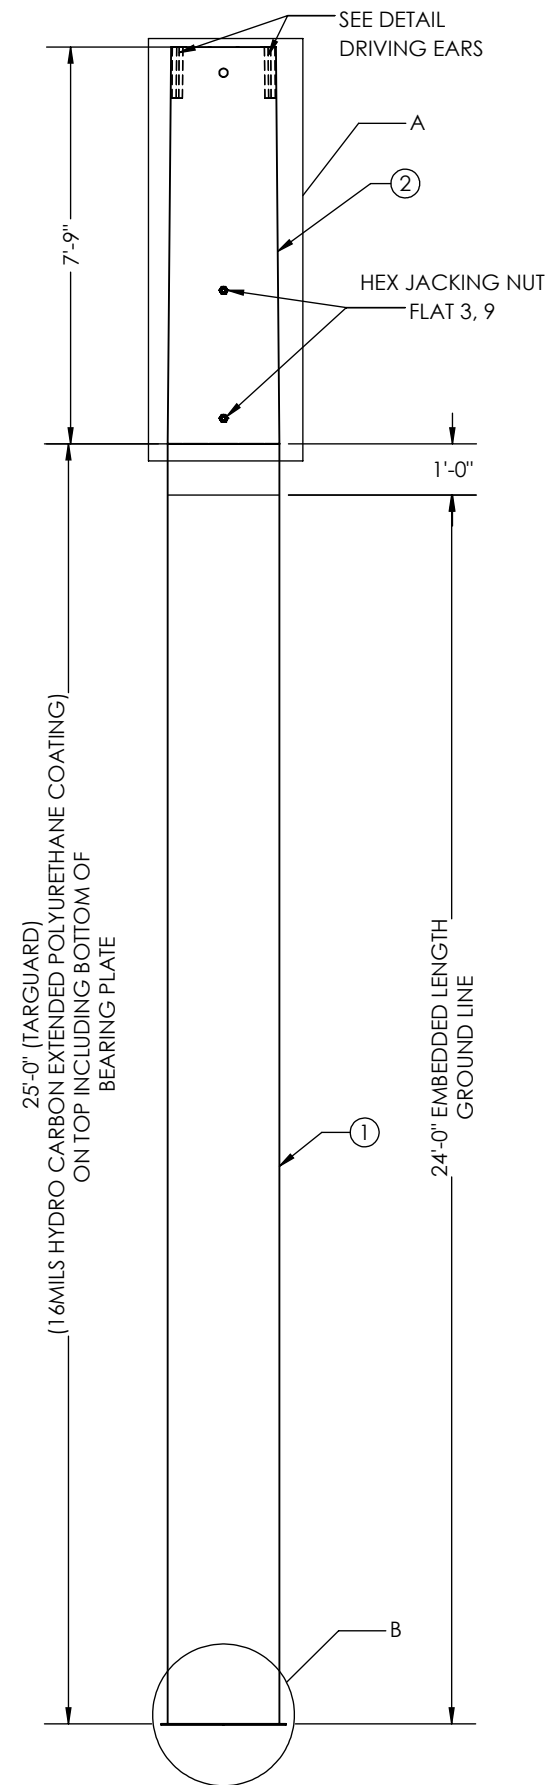 SEE DETAIL
DRIVING EARS
A
2
7'-9"
HEX JACKING NUT
FLAT 3, 9
1'-0"
25'-0" (TARGUARD)
(16MILS HYDRO CARBON EXTENDED POLYURETHANE COATING)
ON TOP INCLUDING BOTTOM OF
BEARING PLATE
24'-0" EMBEDDED LENGTH
GROUND LINE
1
B